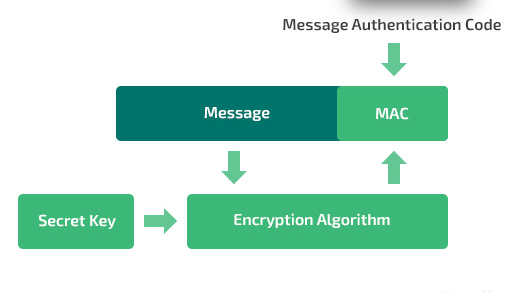 Message Authentication Code
Message
MAC
Secret Key
Encryption Algorithm